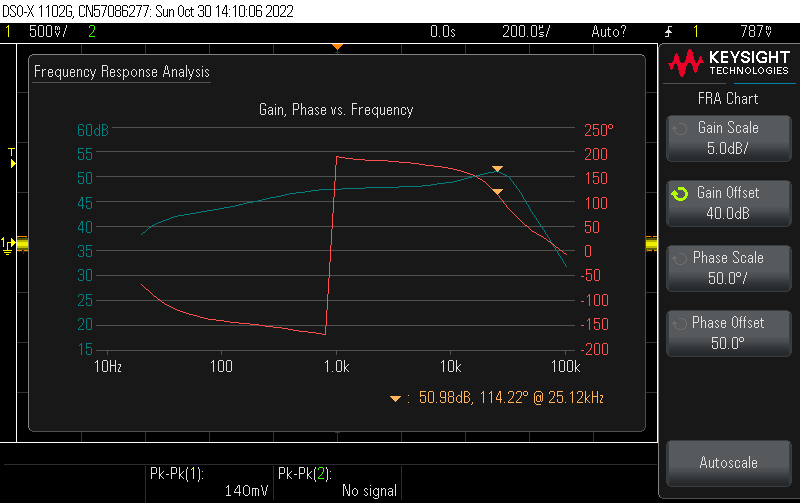 DSO-X 1102G, CN57086277: Sun Oct 30 14:10:06 2022
1 500mV/ 2 0.0s 200.0s/ Auto? 1 787mV
KEYSIGHT
TECHNOLOGIES
FRA Chart
Gain Scale
5.0dB/
Gain Offset
40.0dB
Phase Scale
50.0°/
Phase Offset
50.0°
Autoscale
T
1
Frequency Response Analysis
Gain, Phase vs. Frequency
60dB 250°
55 200
50 150
45 100
40 50
35 0
30 -50
25 -100
20 -150
15 -200
10Hz 100 1.0k 10k 100k
: 50.98dB, 114.22° @ 25.12kHz
Pk-Pk(1): Pk-Pk(2):
140mV No signal